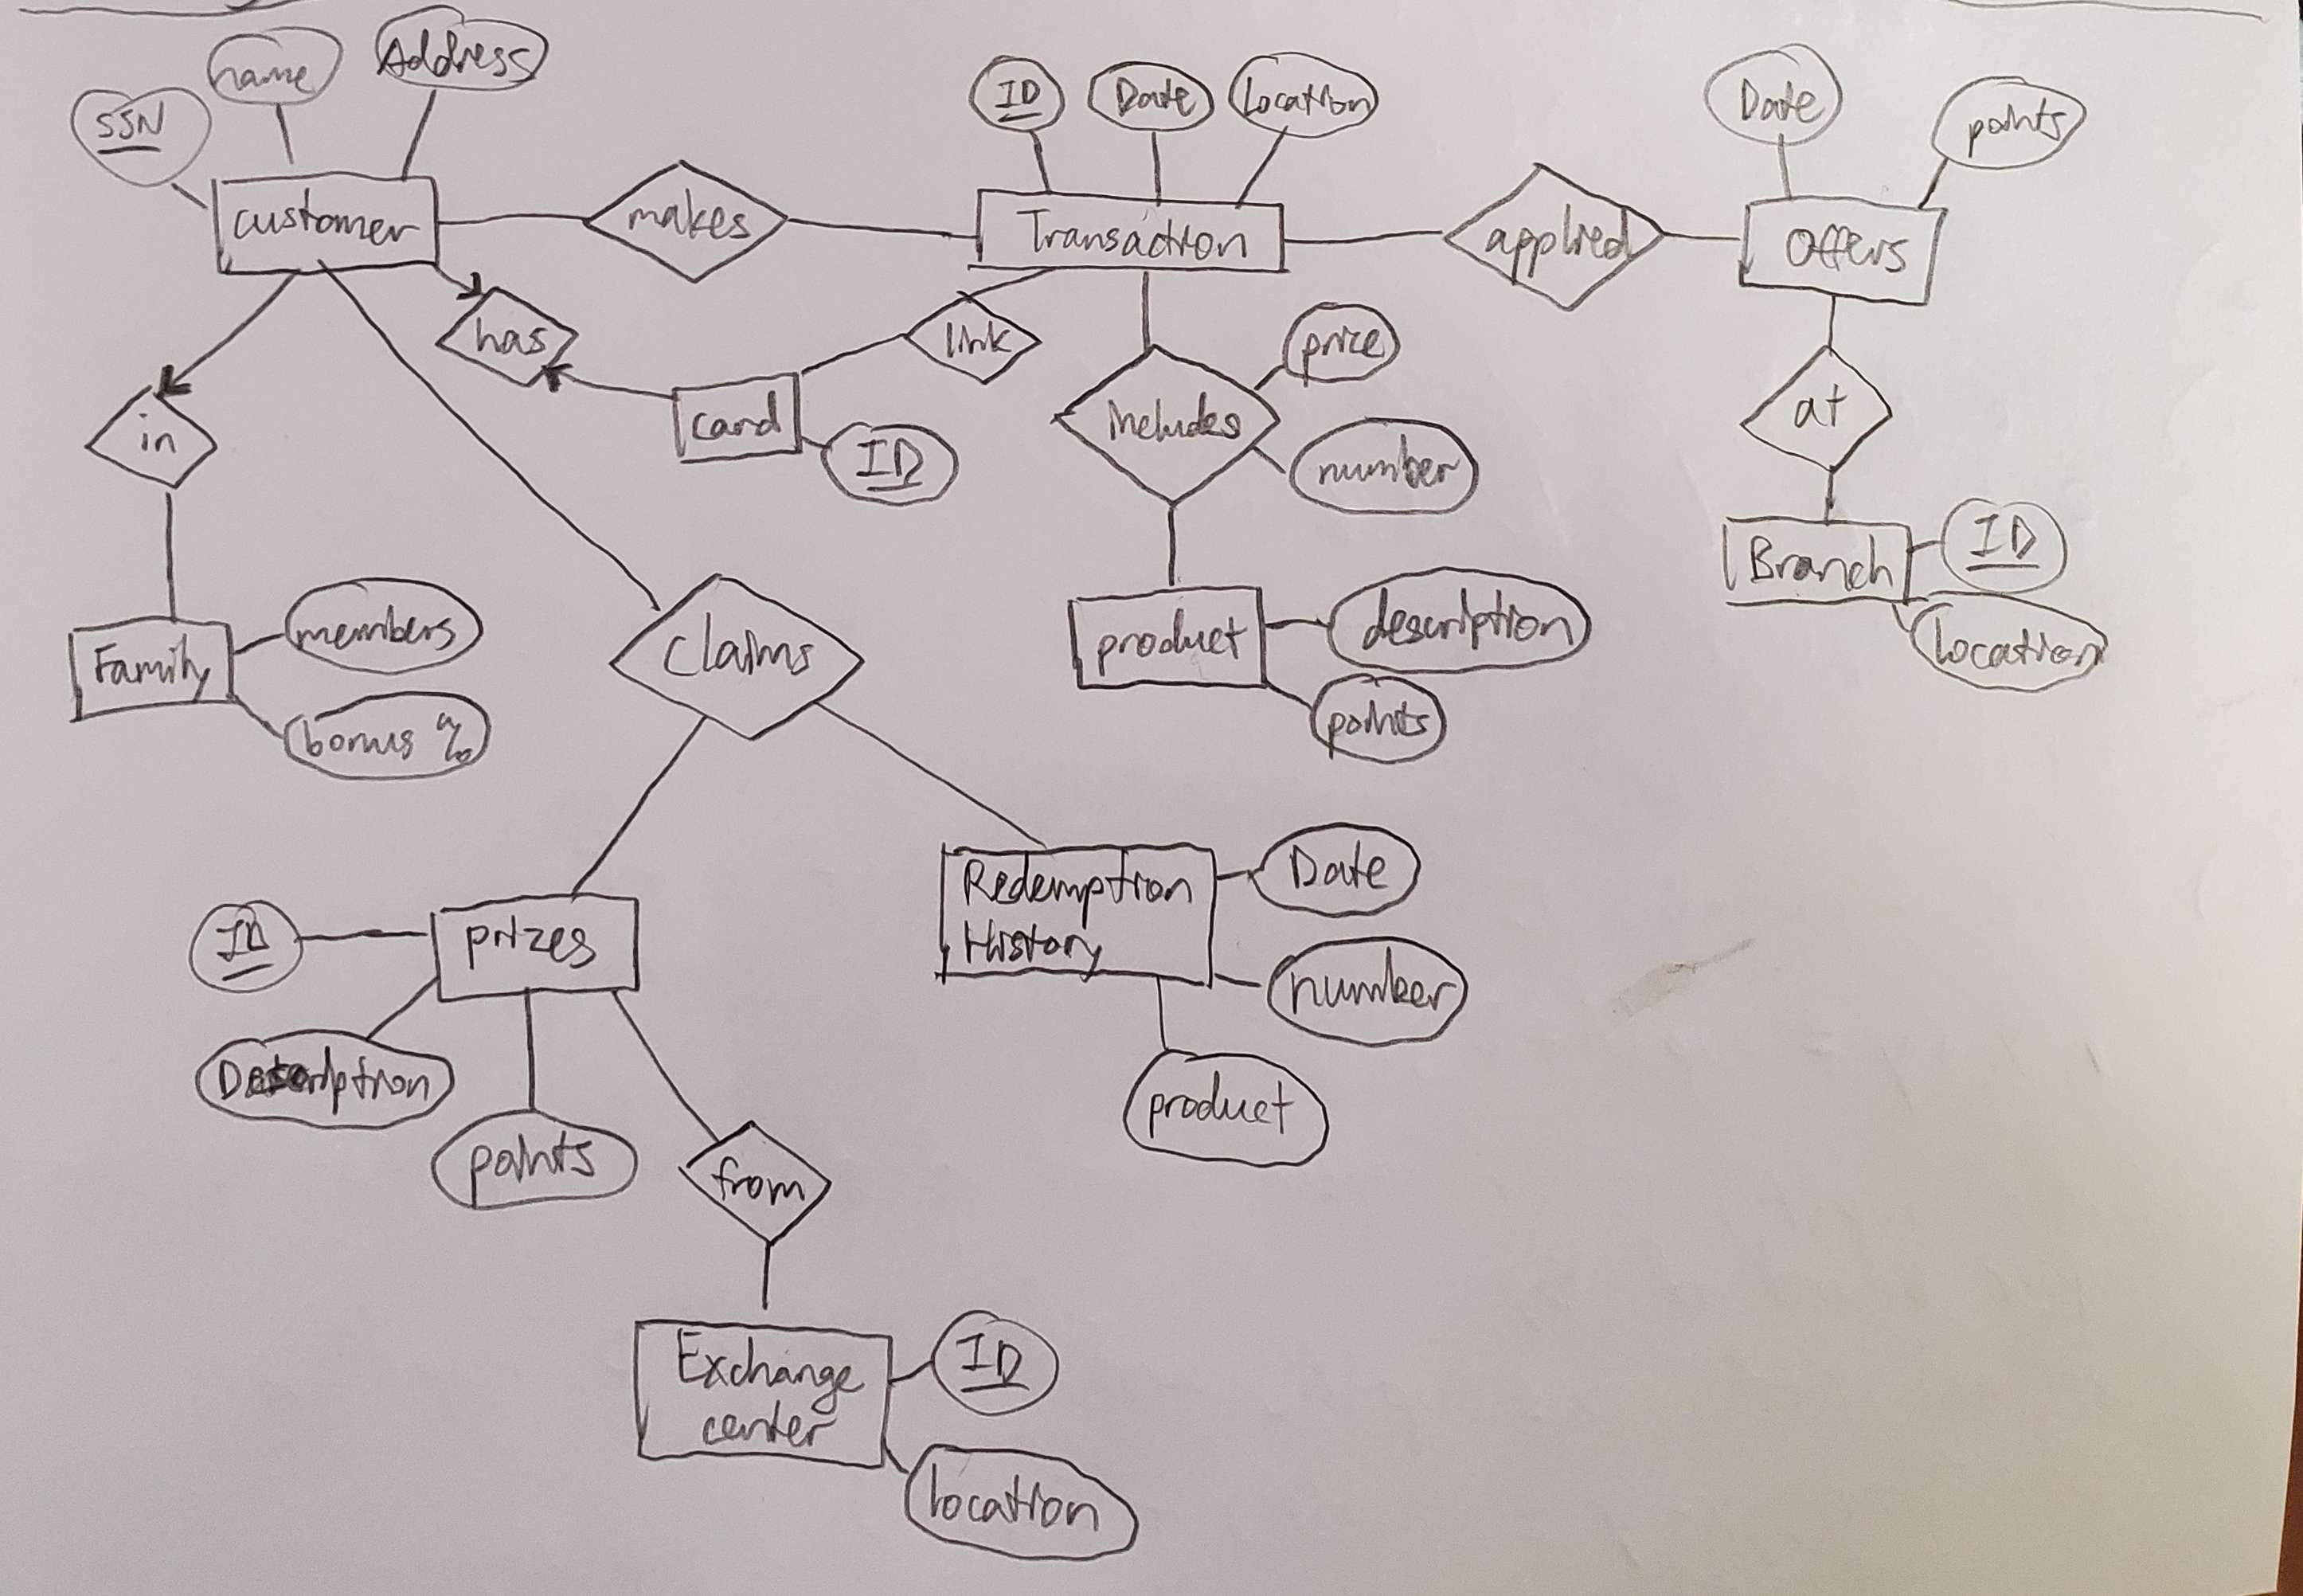 SSN
name
Address
customer
makes
ID
Date
Location
Transaction
applied
Date
points
Offers
in
has
card
ID
link
includes
price
number
at
Branch
ID
location
Family
members
bonus %
Claims
product
description
points
prizes
ID
Description
points
Redemption
History
Date
number
product
from
Exchange
center
ID
location